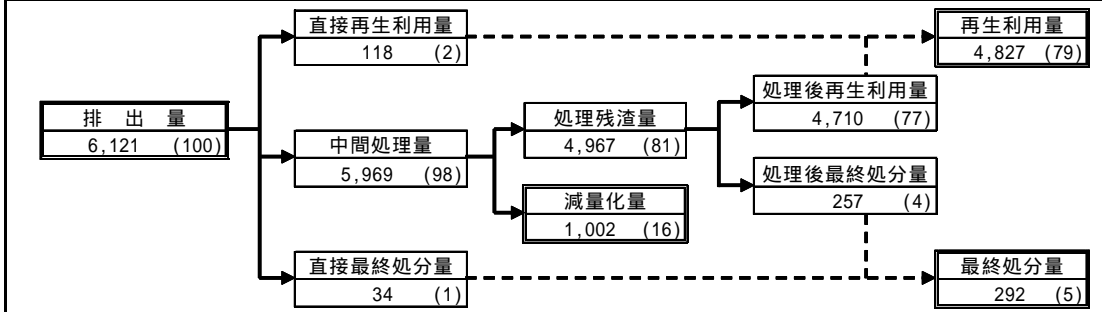 直接再生利用量
118 (2)
再生利用量
4,827 (79)
排 出 量
6,121 (100)
中間処理量
5,969 (98)
処理残渣量
4,967 (81)
処理後再生利用量
4,710 (77)
処理後最終処分量
257 (4)
減量化量
1,002 (16)
直接最終処分量
34 (1)
最終処分量
292 (5)